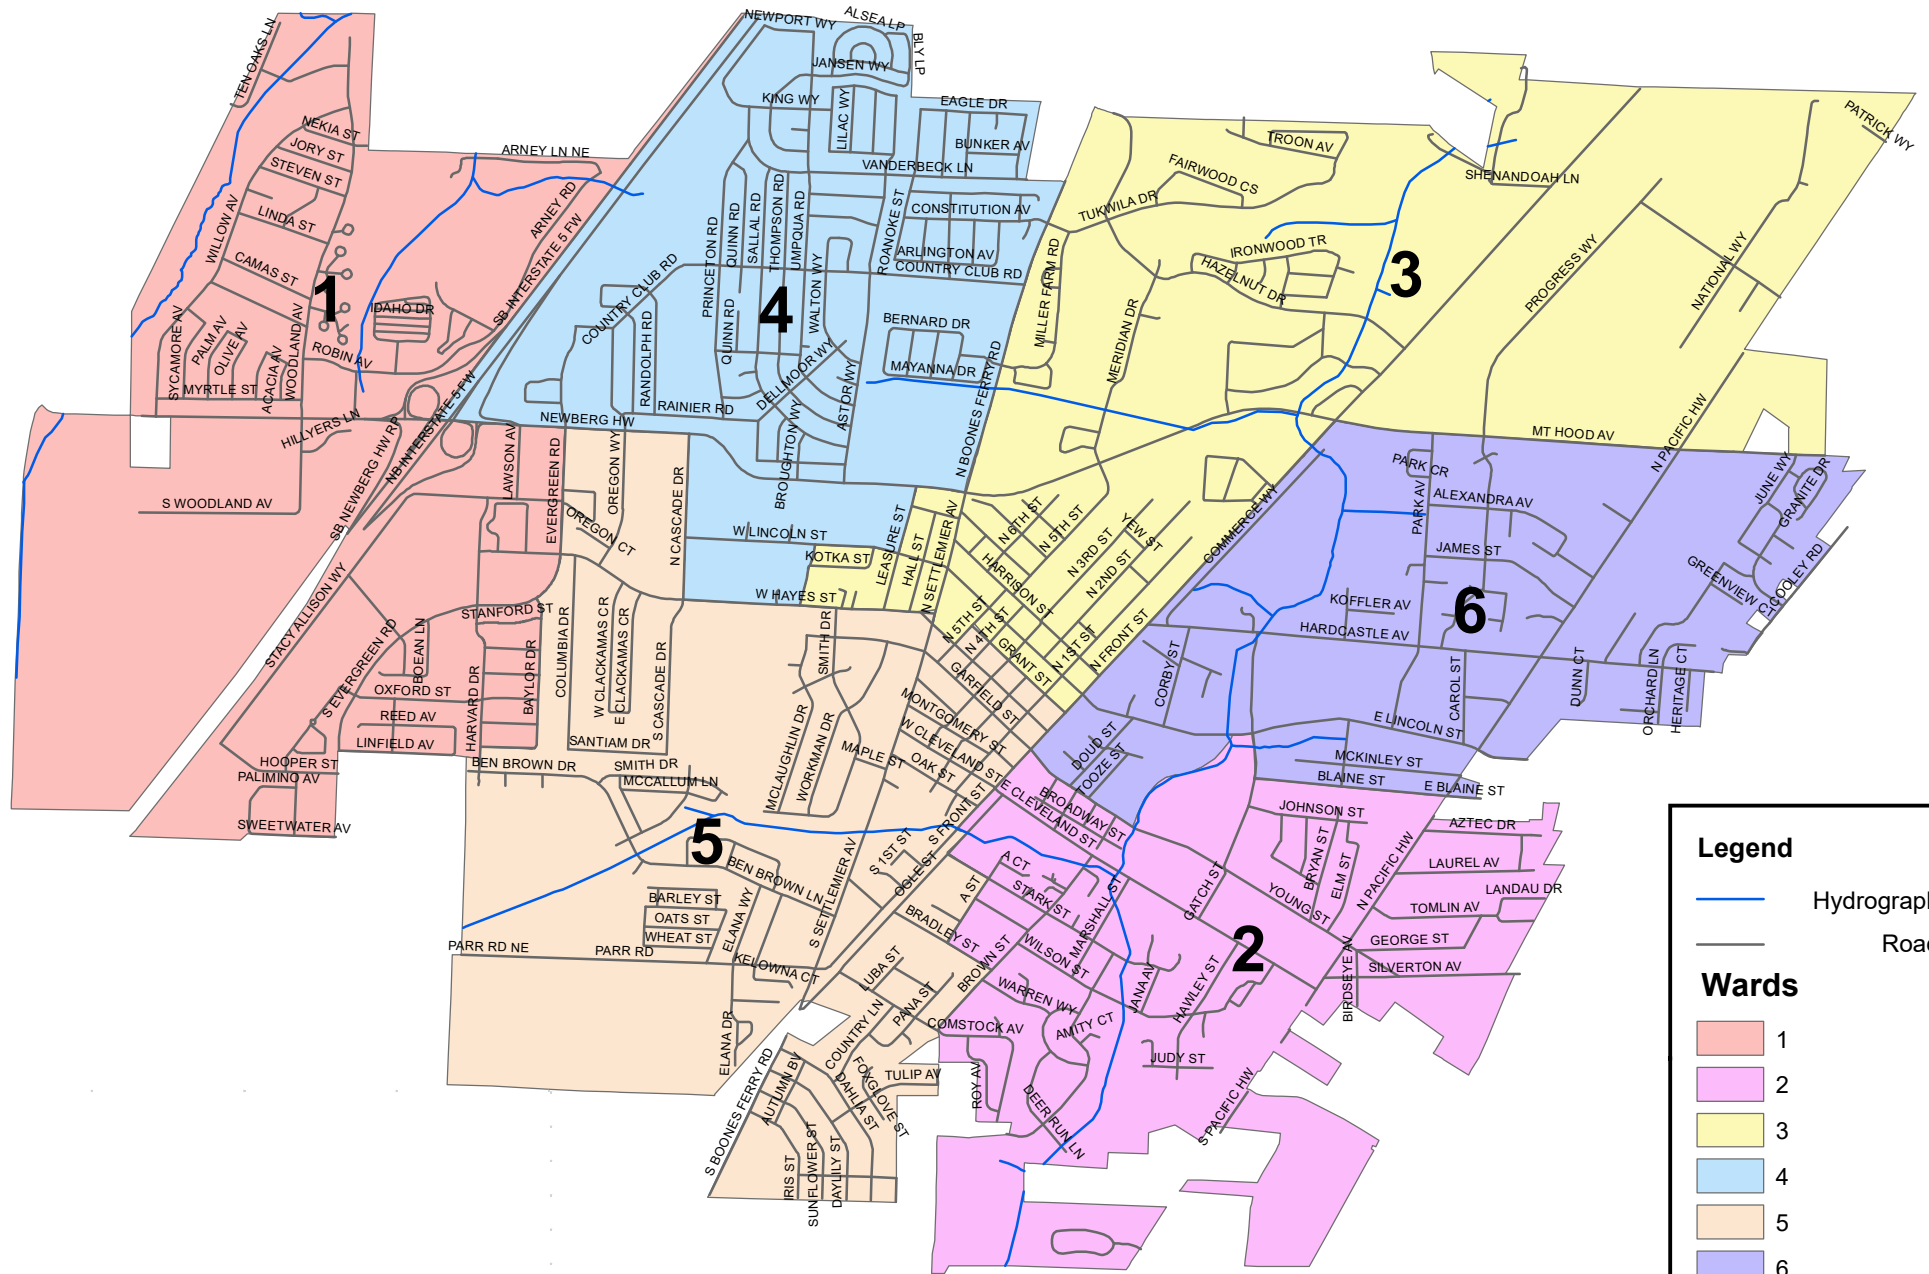 NEWPORT WY
ALSEA LP
BLY LP
TEN OAKS LN
JANSEN WY
KING WY
LILAC WY
EAGLE DR
BUNKER AV
VANDERBECK LN
NEKIA ST
JORY ST
STEVEN ST
ARNEY LN NE
ARNEY RD
SB INTERSTATE 5 FW
LINDA ST
WILLOW AV
CAMAS ST
1
IDAHO DR
SYCAMORE AV
PALM AV
OLIVE AV
ACACIA AV
WOODLAND AV
ROBIN AV
MYRTLE ST
HILLYERS LN
S WOODLAND AV
SB NEWBERG HW RP
NB INTERSTATE 5 FW
COUNTRY CLUB RD
RANDOLPH RD
PRINCETON RD
QUINN RD
QUINN RD
SALLAL RD
THOMPSON RD
UMPQUA RD
WALTON WY
4
ROANOKE ST
CONSTITUTION AV
ARLINGTON AV
COUNTRY CLUB RD
BERNARD DR
MAYANNA DR
DELLMOOR WY
ASTOR WY
BROUGHTON WY
RAINIER RD
NEWBERG HW
N BOONES FERRY RD
MILLER FARM RD
TUKWILA DR
FAIRWOOD CS
TROON AV
SHENANDOAH LN
PATRICK WY
IRONWOOD TR
HAZELNUT DR
3
MERIDIAN DR
PROGRESS WY
NATIONAL WY
N PACIFIC HW
MT HOOD AV
LAWSON AV
EVERGREEN RD
OREGON WY
OREGON CT
N CASCADE DR
W LINCOLN ST
KOTKA ST
W HAYES ST
LEASURE ST
HALL ST
N SETTLEMIER AV
N 6TH ST
N 5TH ST
HARRISON ST
N 3RD ST
YEW ST
N 2ND ST
COMMERCE WY
N 5TH ST
N 4TH ST
GRANT ST
N 1ST ST
N FRONT ST
PARK CR
PARK AV
ALEXANDRA AV
JAMES ST
JUNE WY
GRANITE DR
GREENVIEW CT
COOLEY RD
KOFFLER AV
6
HARDCASTLE AV
CORBY ST
CAROL ST
DUNN CT
ORCHARD LN
HERITAGE CT
E LINCOLN ST
MCKINLEY ST
BLAINE ST
E BLAINE ST
DOUD ST
TOOZE ST
STACY ALLISON WY
STANFORD ST
S EVERGREEN RD
BOEAN LN
OXFORD ST
REED AV
LINFIELD AV
HARVARD DR
BAYLOR DR
COLUMBIA DR
W CLACKAMAS CR
E CLACKAMAS CR
S CASCADE DR
SANTIAM DR
HOOPER ST
PALIMINO AV
SWEETWATER AV
BEN BROWN DR
SMITH DR
MCCALLUM LN
SMITH DR
MCLAUGHLIN DR
WORKMAN DR
MAPLE ST
GARFIELD ST
MONTGOMERY ST
W CLEVELAND ST
OAK ST
S FRONT ST
E CLEVELAND ST
BROADWAY ST
5
BEN BROWN LN
BARLEY ST
OATS ST
WHEAT ST
ELANA WY
S SETTLEMIER AV
S 1ST ST
OGLE ST
PARR RD NE
PARR RD
KELOWNA CT
ELANA DR
A CT
A ST
STARK ST
MARSHALL ST
BRADLEY ST
BROWN ST
WILSON ST
LUBA ST
PANA ST
COUNTRY LN
WARREN WY
COMSTOCK AV
AMITY CT
JANA AV
HAWLEY ST
JUDY ST
2
GATCH ST
JOHNSON ST
BRYAN ST
ELM ST
YOUNG ST
N PACIFIC HW
AZTEC DR
LAUREL AV
LANDAU DR
TOMLIN AV
GEORGE ST
SILVERTON AV
BIRDSEYE AV
S BOONES FERRY RD
AUTUMN BV
FOXGLOVE ST
DAHLIA ST
TULIP AV
IRIS ST
SUNFLOWER ST
DAYLILY ST
ROY AV
DEER RUN LN
S PACIFIC HW
Legend
Hydrograph
Road
Wards
1
2
3
4
5
6